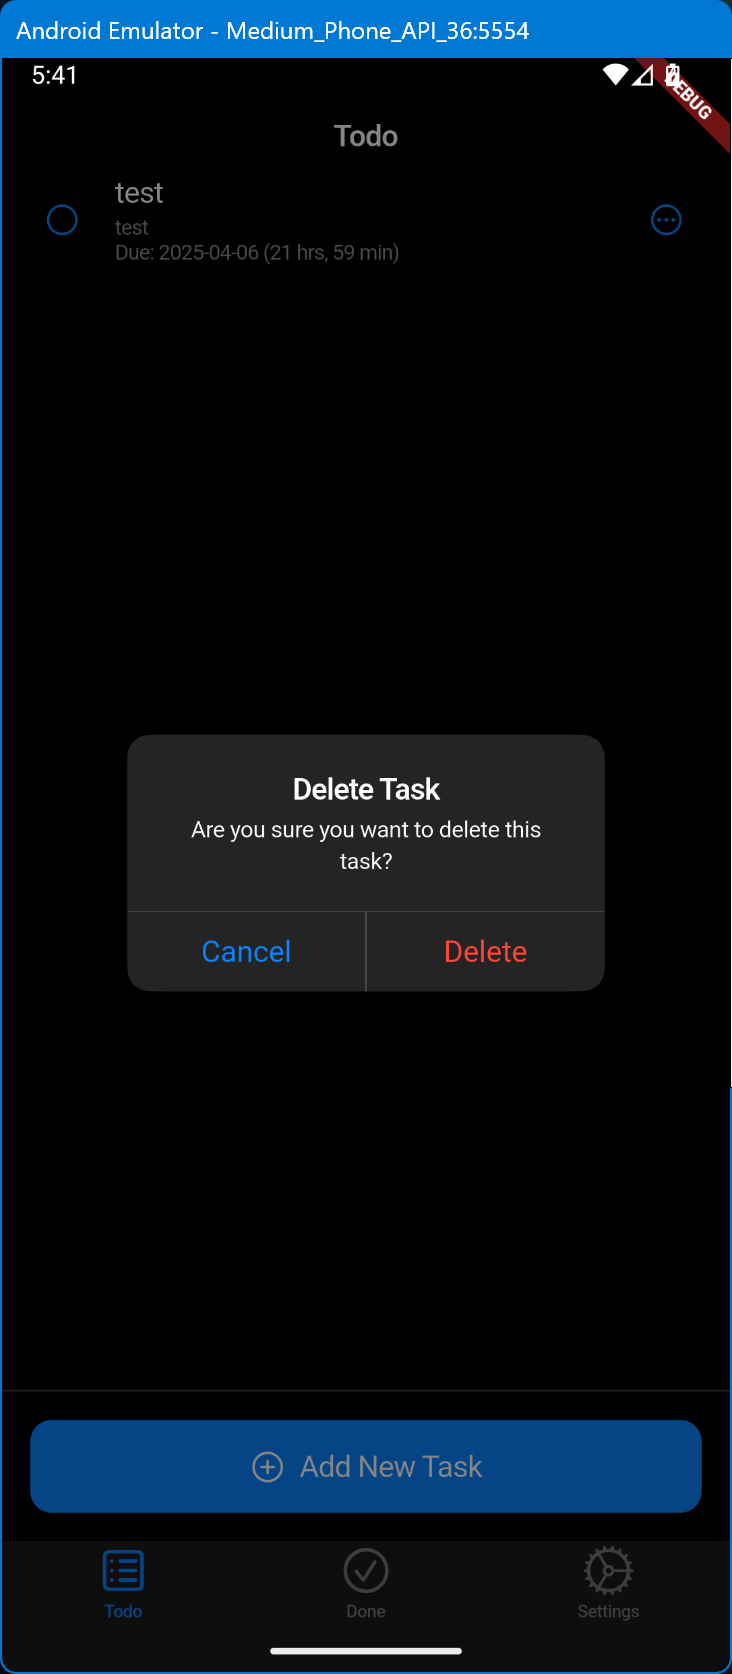 Android Emulator - Medium_Phone_API_36:5554
5:41
DEBUG
Todo
test
test
Due: 2025-04-06 (21 hrs, 59 min)
Delete Task
Are you sure you want to delete this
task?
Cancel
Delete
Add New Task
Todo
Done
Settings